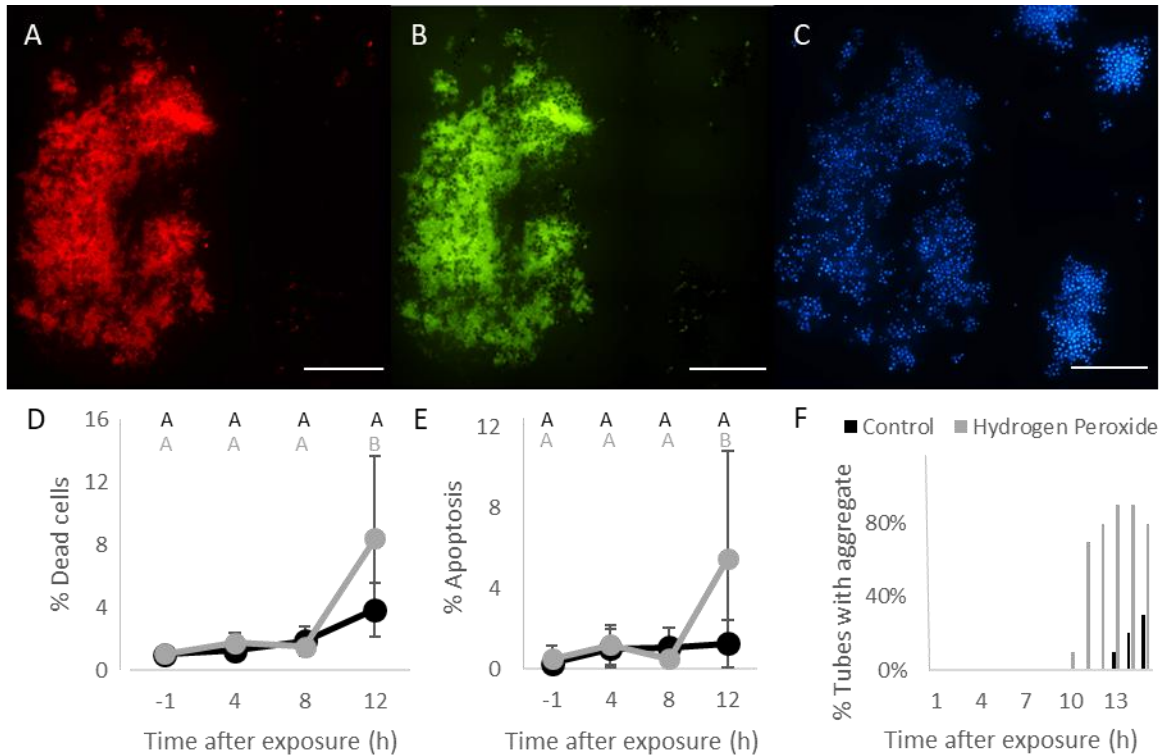 A
B
C
D
% Dead cells
16
12
8
4
0
A A A A
A A A B
-1 4 8 12
Time after exposure (h)
E
% Apoptosis
12
8
4
0
A A A A
A A A B
-1 4 8 12
Time after exposure (h)
F
Control Hydrogen Peroxide
% Tubes with aggregate
80%
40%
0%
1 4 7 10 13
Time after exposure (h)